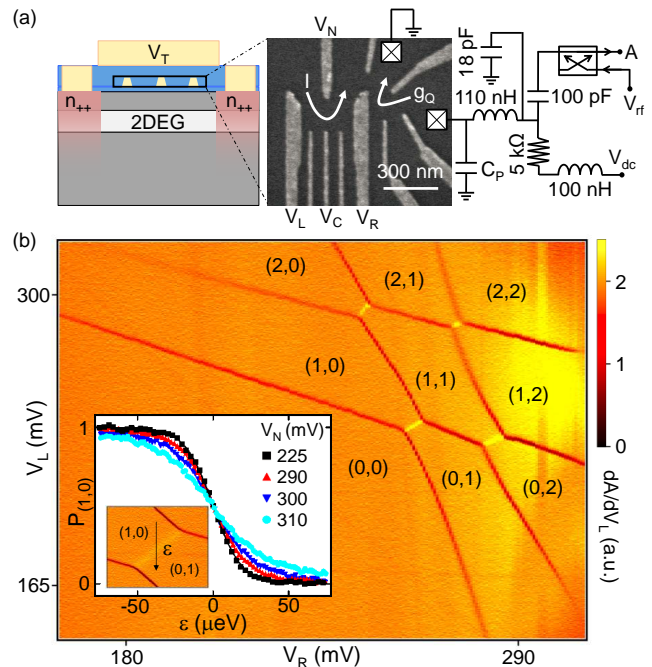 (a)
V_T
n++
n++
2DEG
V_N
I
g_Q
300 nm
V_L
V_C
V_R
18 pF
110 nH
C_P
100 pF
A
V_rf
5 kΩ
V_dc
100 nH
(b)
V_L (mV)
300
165
(2,0)
(2,1)
(2,2)
(1,0)
(1,1)
(1,2)
(0,0)
(0,1)
(0,2)
P_(1,0)
1
0
V_N (mV)
225
290
300
310
(1,0)
ε
(0,1)
-50
0
50
ε (μeV)
180
V_R (mV)
290
2
1
0
dA/dV_L (a.u.)